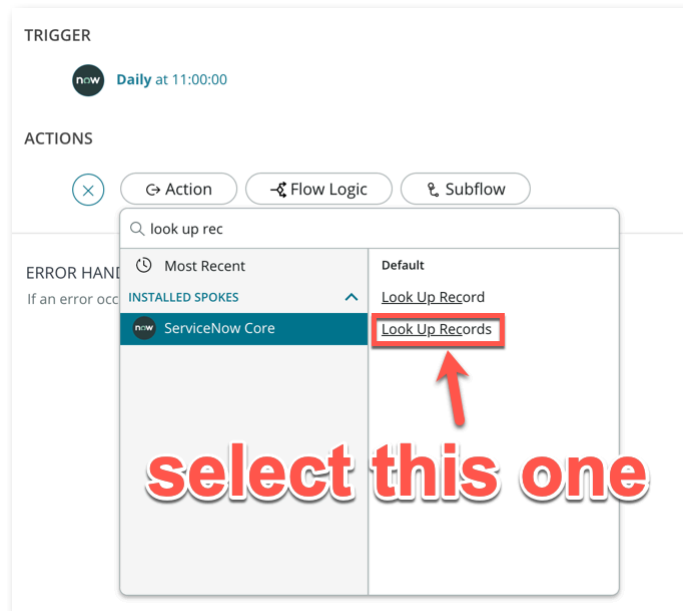 TRIGGER
now Daily at 11:00:00
ACTIONS
Action Flow Logic Subflow
look up rec
Most Recent
Default
ERROR HAND
INSTALLED SPOKES
Look Up Record
If an error occ
now ServiceNow Core
Look Up Records
select this one